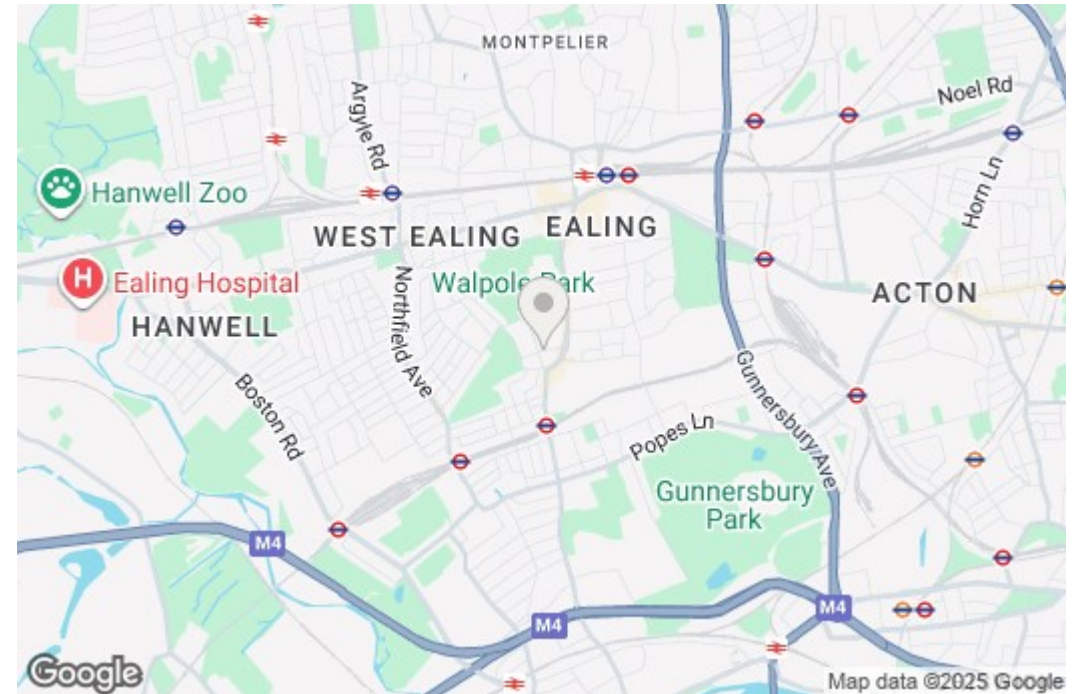 MONTPELIER
Argyle Rd
Noel Rd
Hanwell Zoo
Horn Ln
WEST EALING
EALING
Ealing Hospital
Walpole Park
ACTON
HANWELL
Northfield Ave
Boston Rd
Gunnersbury Ave
Popes Ln
Gunnersbury
Park
M4
M4
M4
H
Google
Map data ©2025 Google